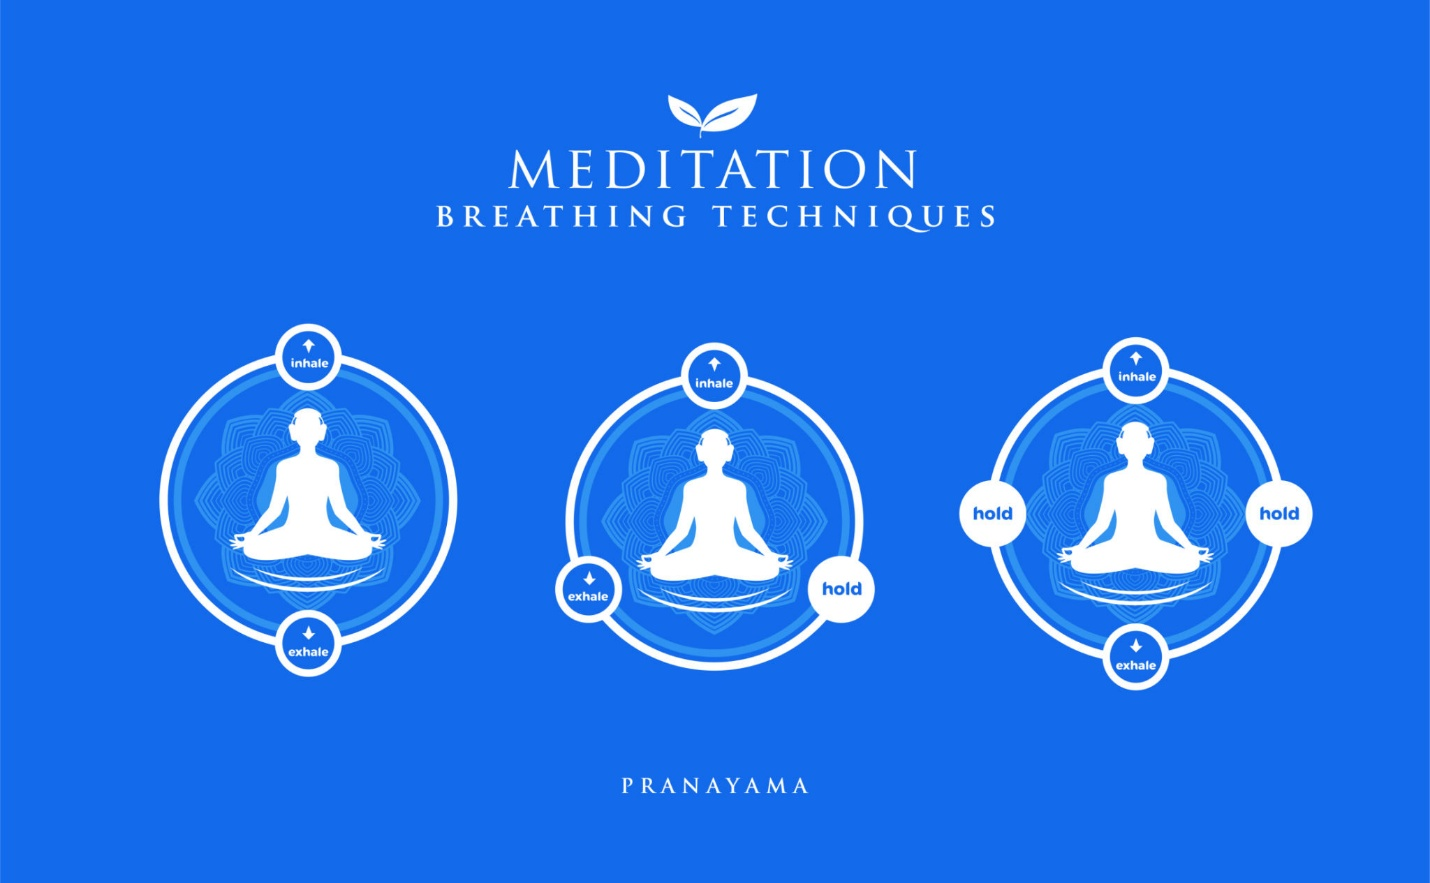 MEDITATION
BREATHING TECHNIQUES
inhale
exhale
inhale
exhale
hold
inhale
hold
hold
exhale
PRANAYAMA